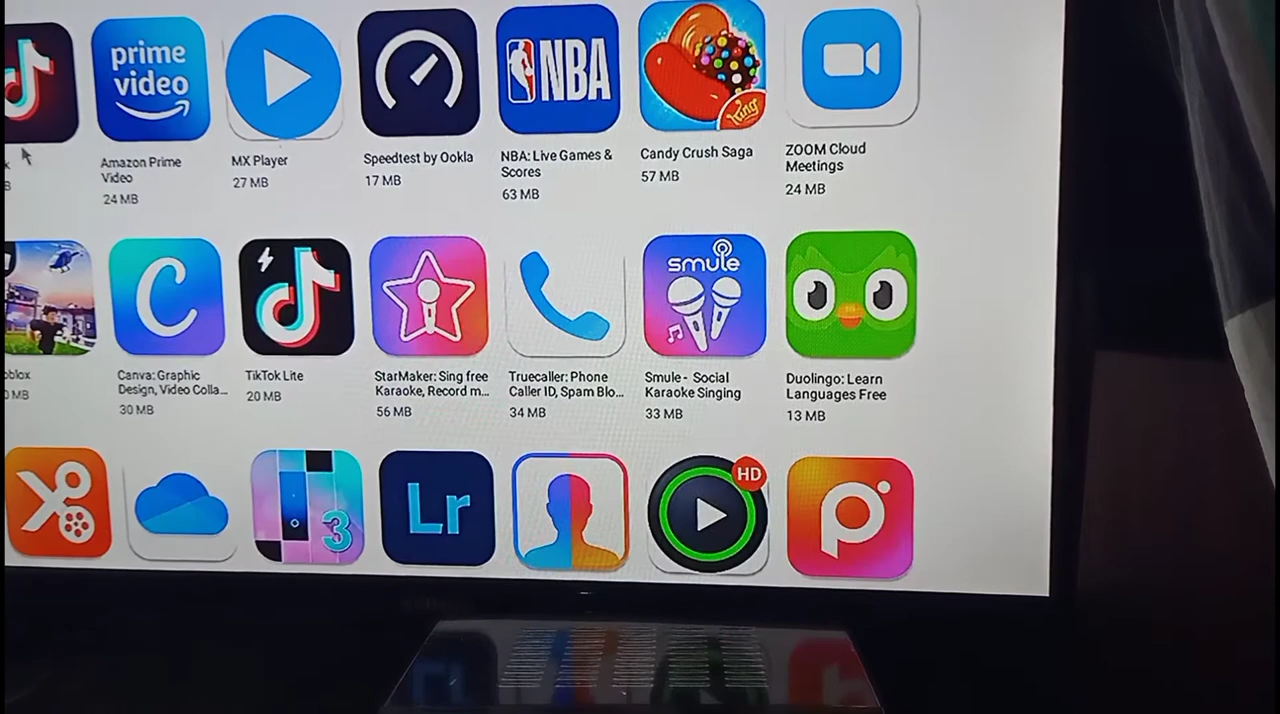 prime
video
NBA
King
Amazon Prime
Video
24 MB
MX Player
27 MB
Speedtest by Ookla
17 MB
NBA: Live Games &
Scores
63 MB
Candy Crush Saga
57 MB
ZOOM Cloud
Meetings
24 MB
C
smule
Canva: Graphic
Design, Video Colla...
30 MB
TikTok Lite
20 MB
StarMaker: Sing free
Karaoke, Record m...
56 MB
Truecaller: Phone
Caller ID, Spam Blo...
34 MB
Smule - Social
Karaoke Singing
33 MB
Duolingo: Learn
Languages Free
13 MB
3
Lr
HD
P